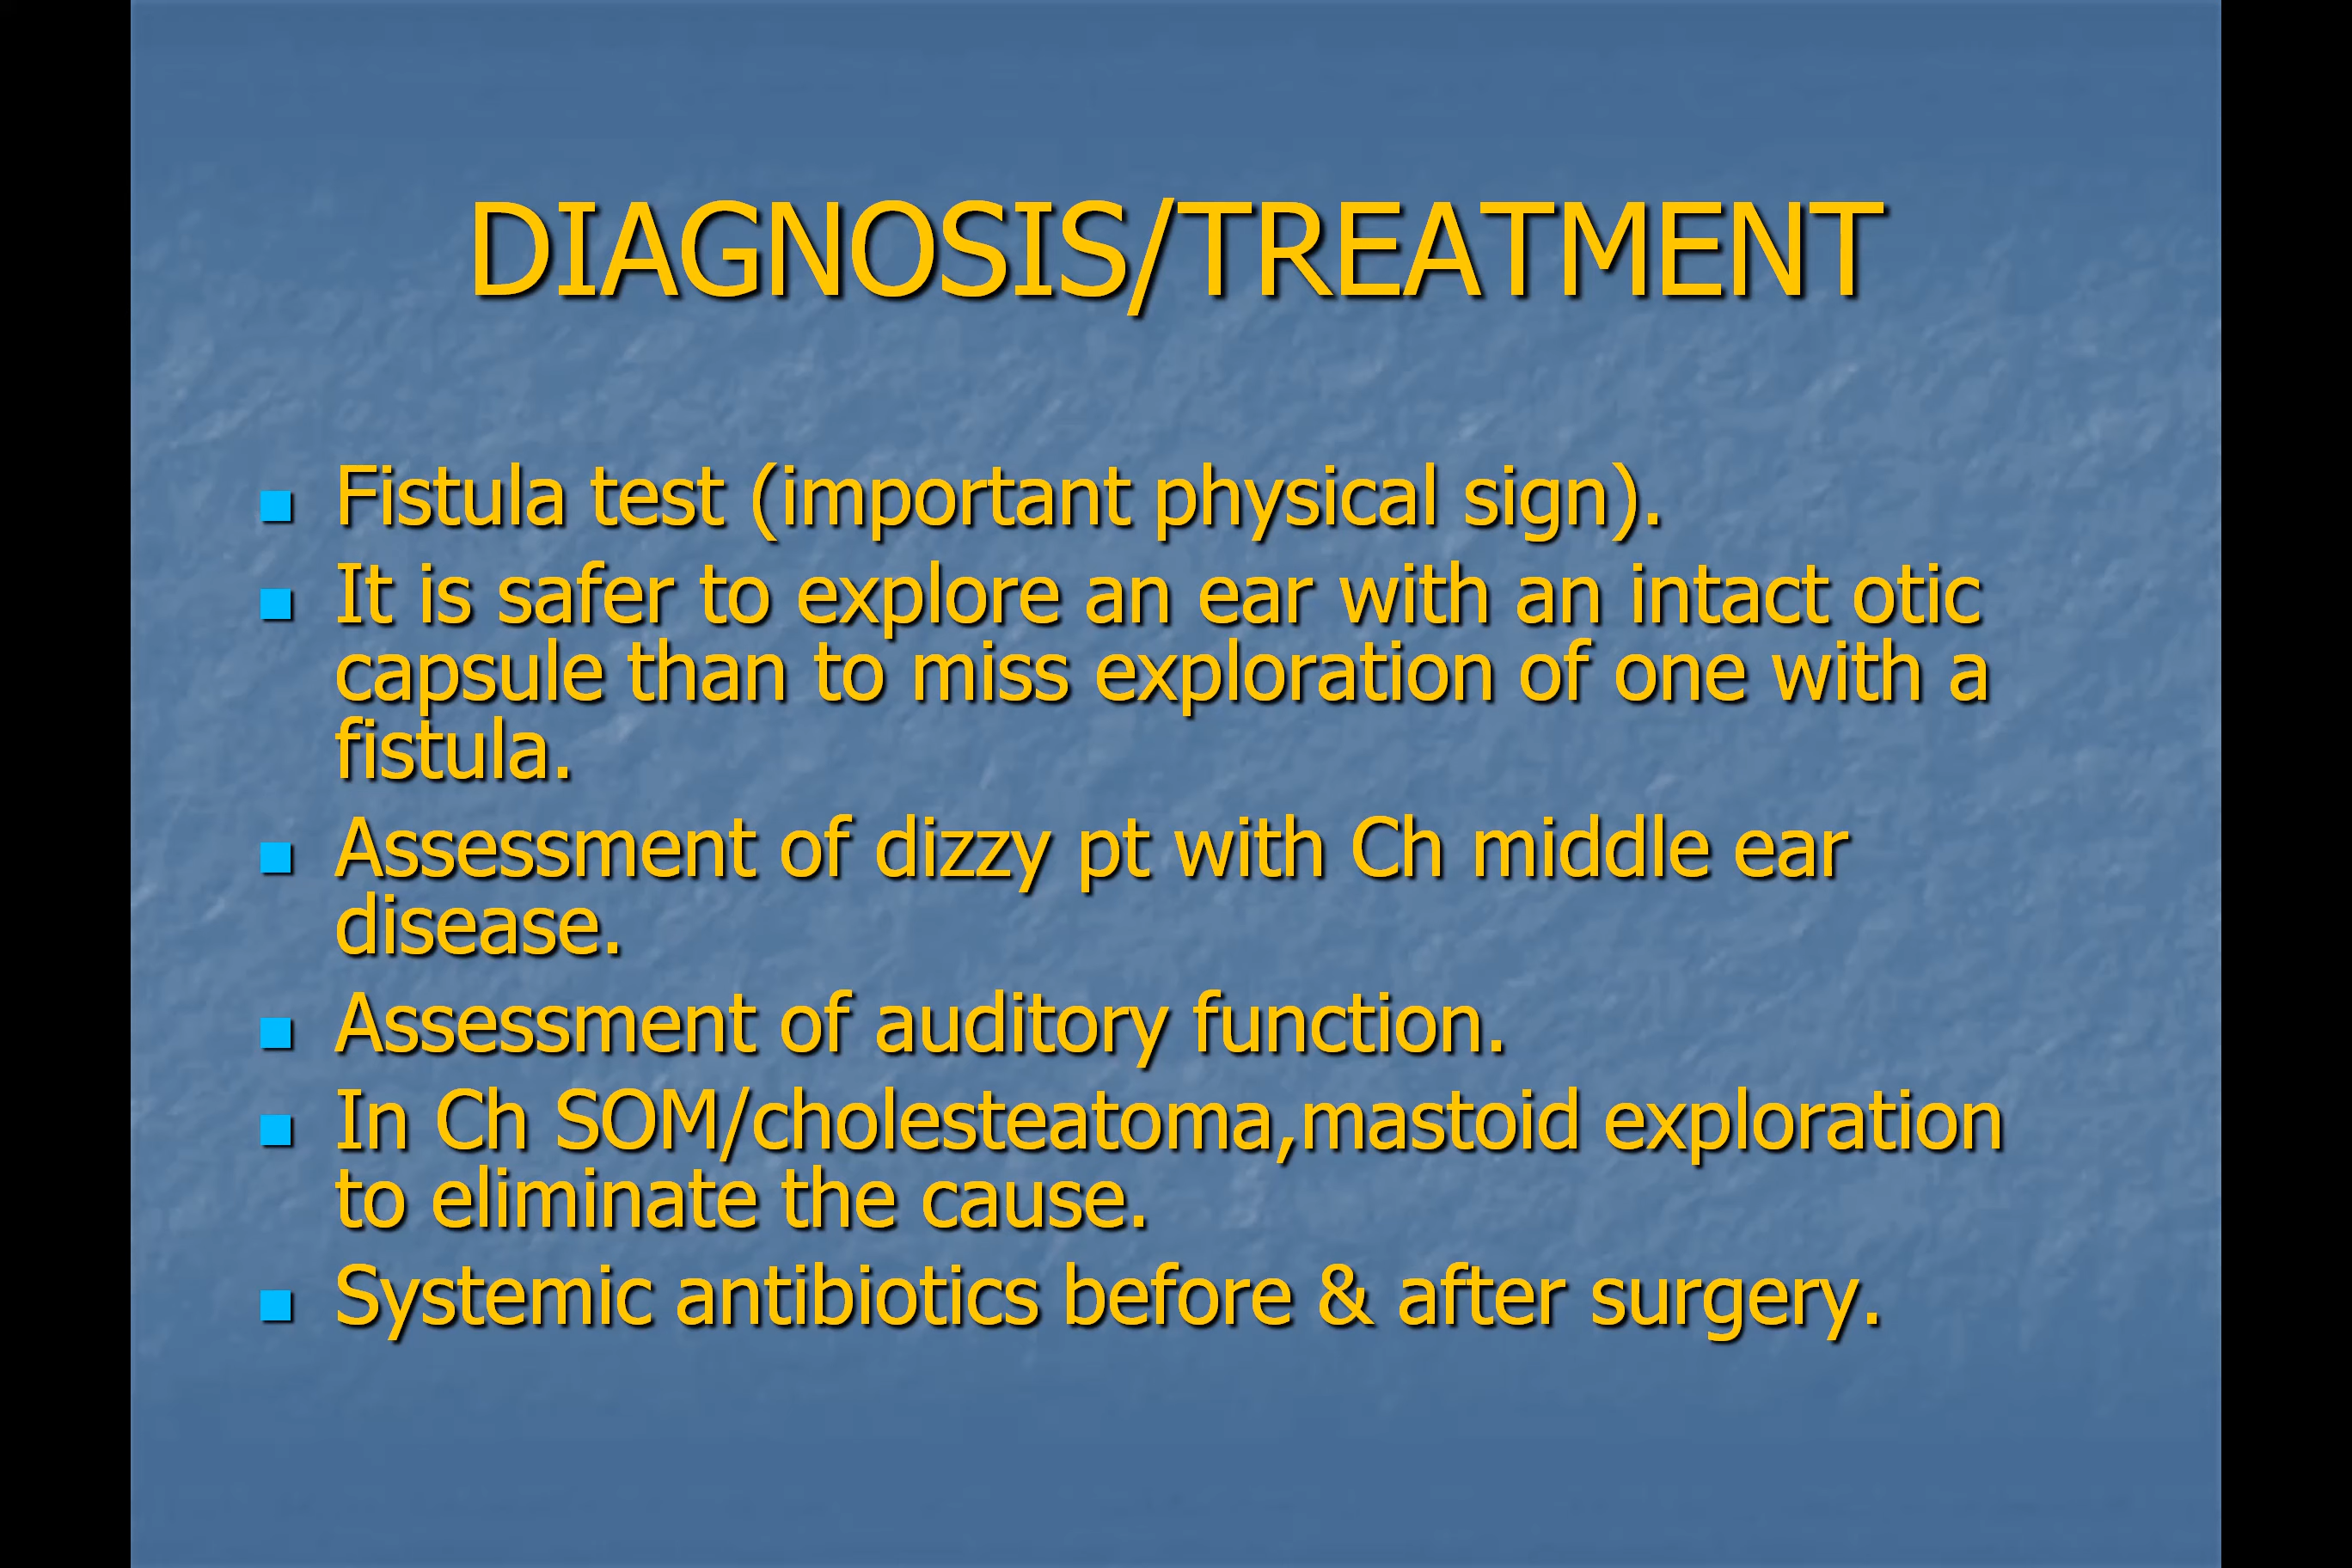 DIAGNOSIS/TREATMENT
Fistula test (important physical sign).
It is safer to explore an ear with an intact otic
capsule than to miss exploration of one with a
fistula.
Assessment of dizzy pt with Ch middle ear
disease.
Assessment of auditory function.
In Ch SOM/cholesteatoma,mastoid exploration
to eliminate the cause.
Systemic antibiotics before & after surgery.